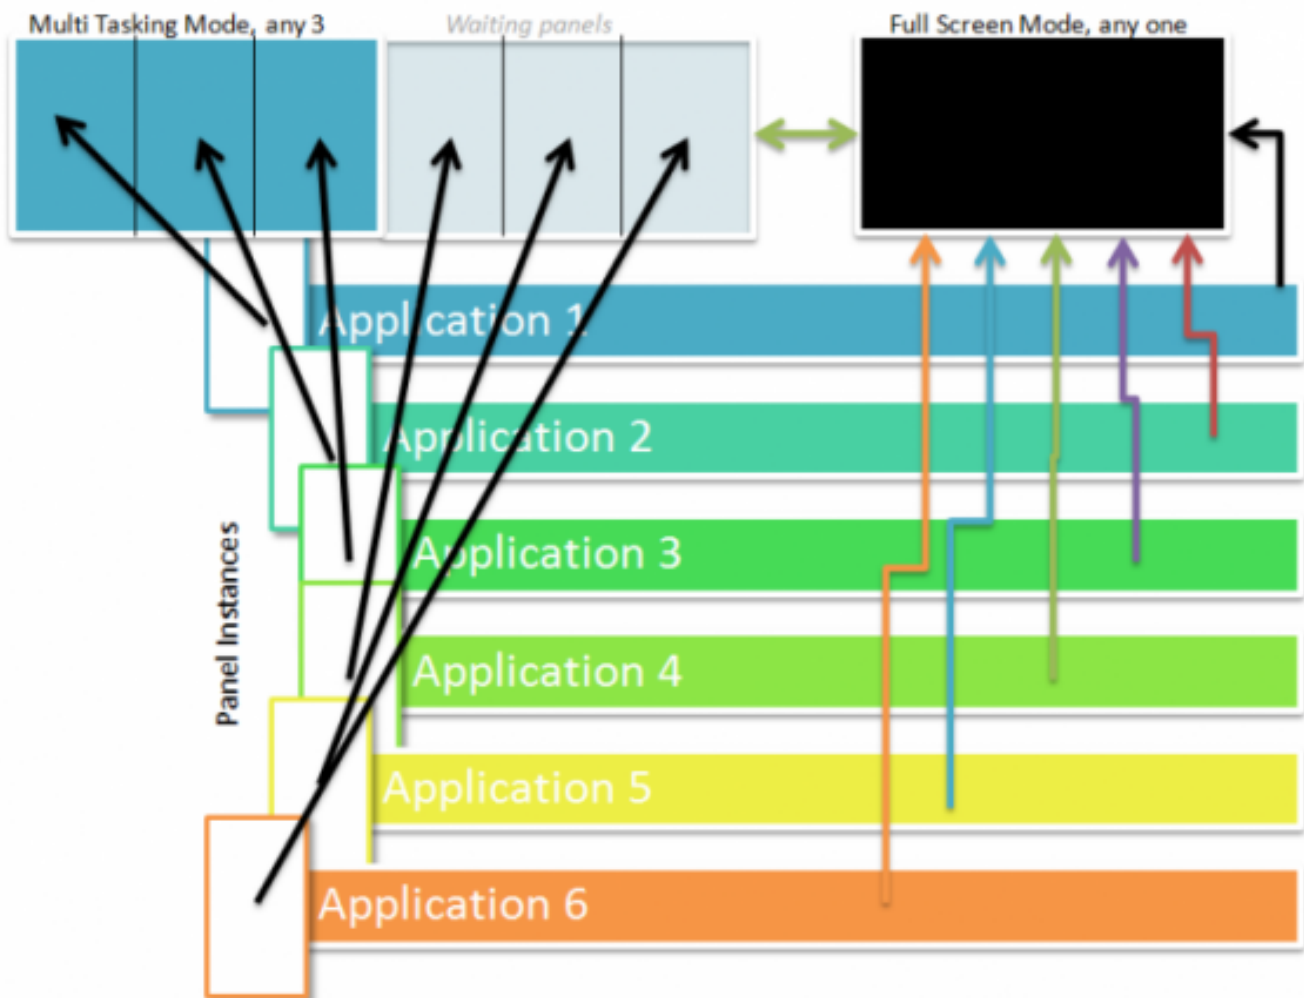 Multi Tasking Mode, any 3
Waiting panels
Full Screen Mode, any one
Application 1
Application 2
Application 3
Panel Instances
Application 4
Application 5
Application 6